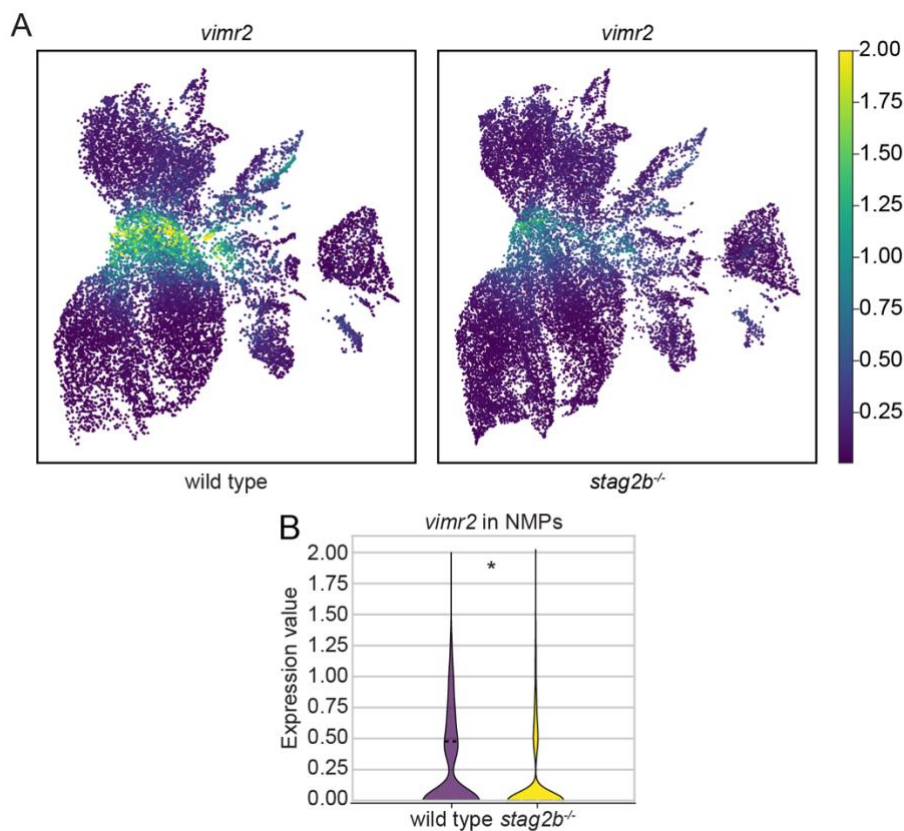 A
vimr2
vimr2
2.00
1.75
1.50
1.25
1.00
0.75
0.50
0.25
wild type
stag2b-/-
B
vimr2 in NMPs
Expression value
2.00
1.75
1.50
1.25
1.00
0.75
0.50
0.25
0.00
*
wild type stag2b-/-